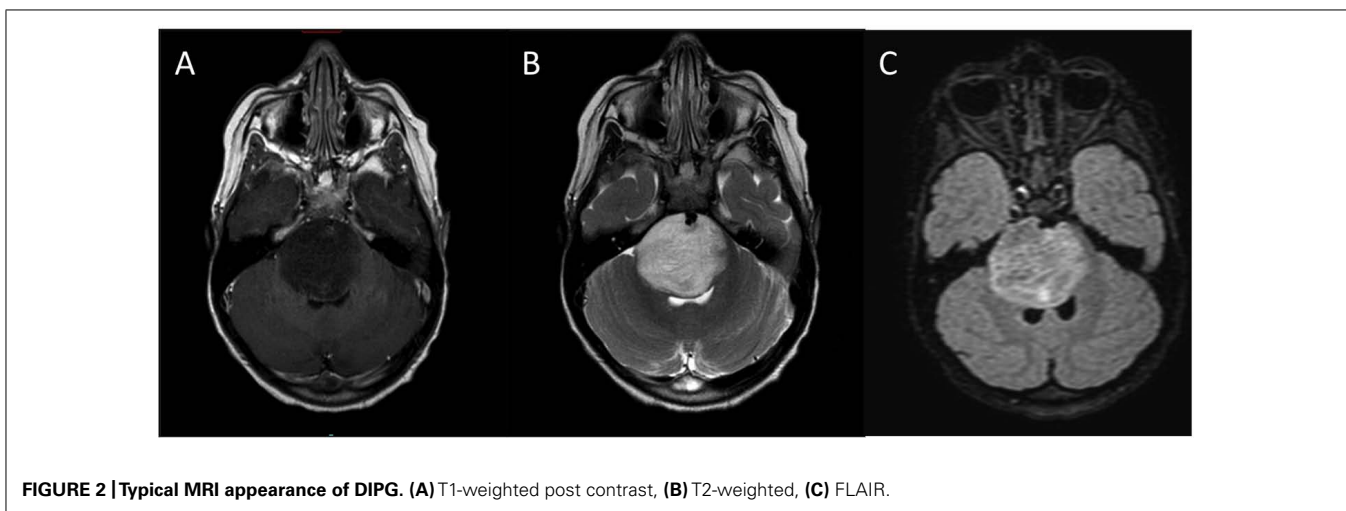 A
B
C
FIGURE 2 | Typical MRI appearance of DIPG. (A) T1-weighted post contrast, (B) T2-weighted, (C) FLAIR.